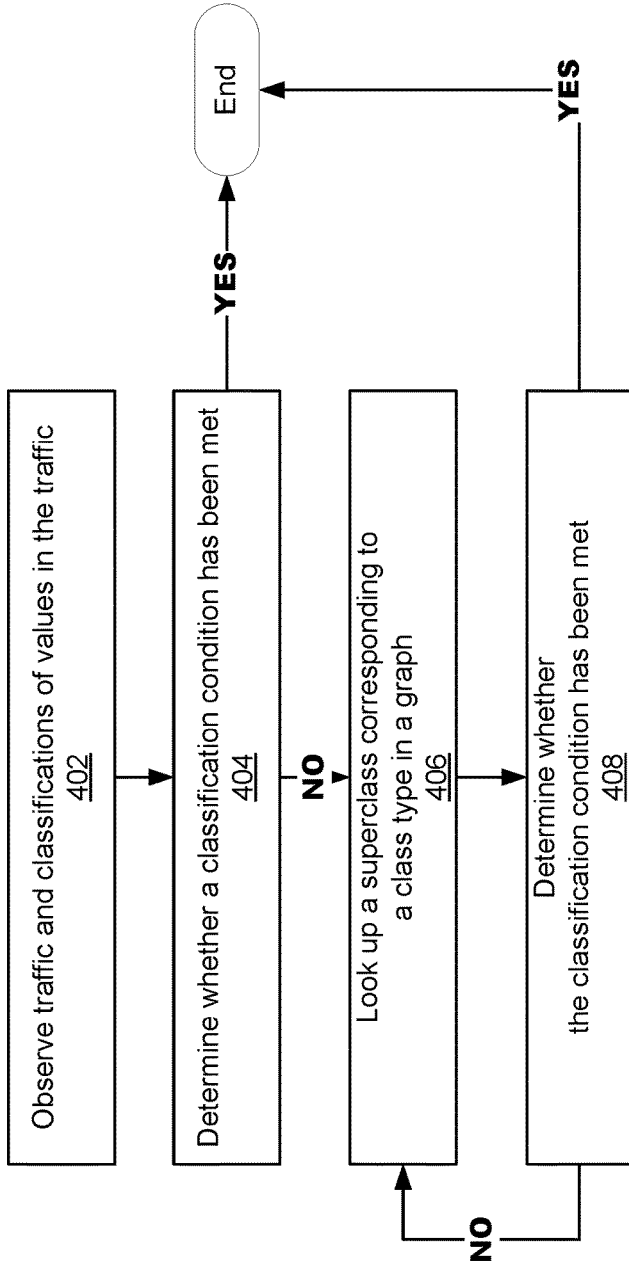 Observe traffic and classifications of values in the traffic
402
Determine whether a classification condition has been met
404
YES
End
NO
Look up a superclass corresponding to
a class type in a graph
406
Determine whether
the classification condition has been met
408
YES
NO